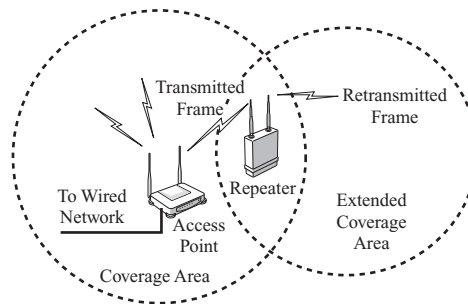 Transmitted
Frame
Retransmitted
Frame
Repeater
To Wired
Network
Access
Point
Extended
Coverage
Area
Coverage Area